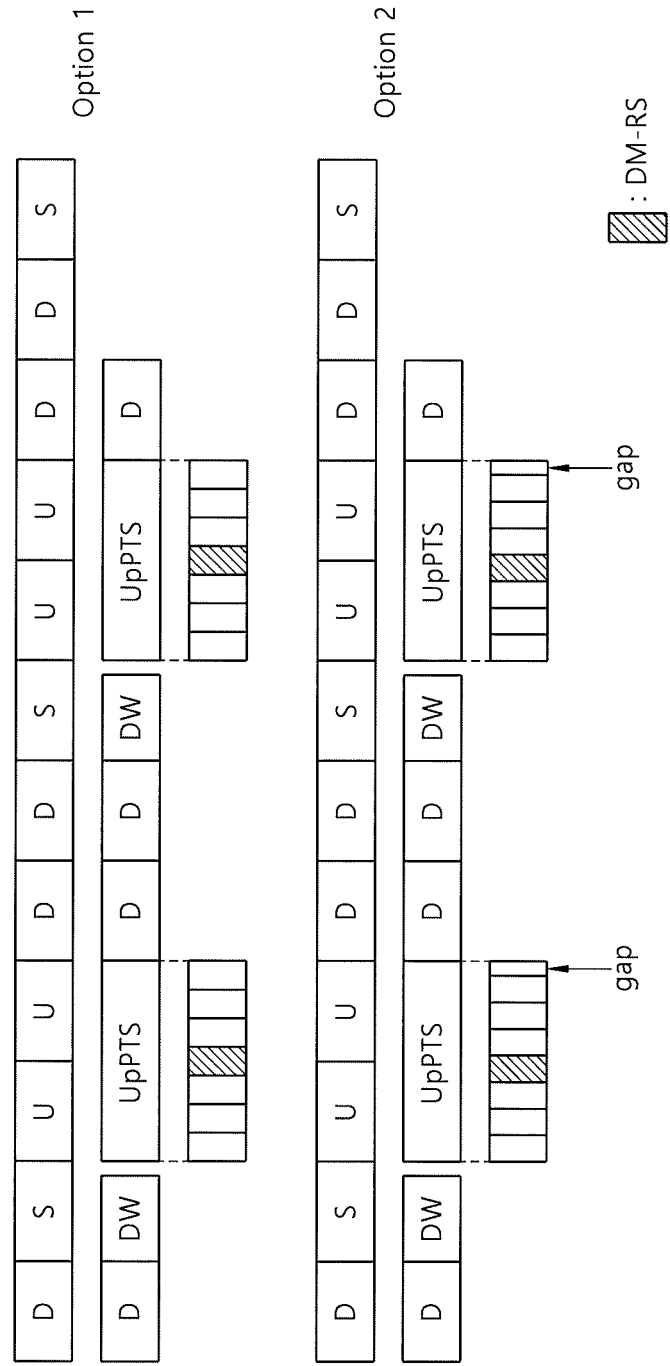 D S U U D D S U U D D S
Option 1
D DW UpPTS D D DW UpPTS D
D S U U D D S U U D D S
Option 2
D DW UpPTS D D DW UpPTS D
gap gap
: DM-RS